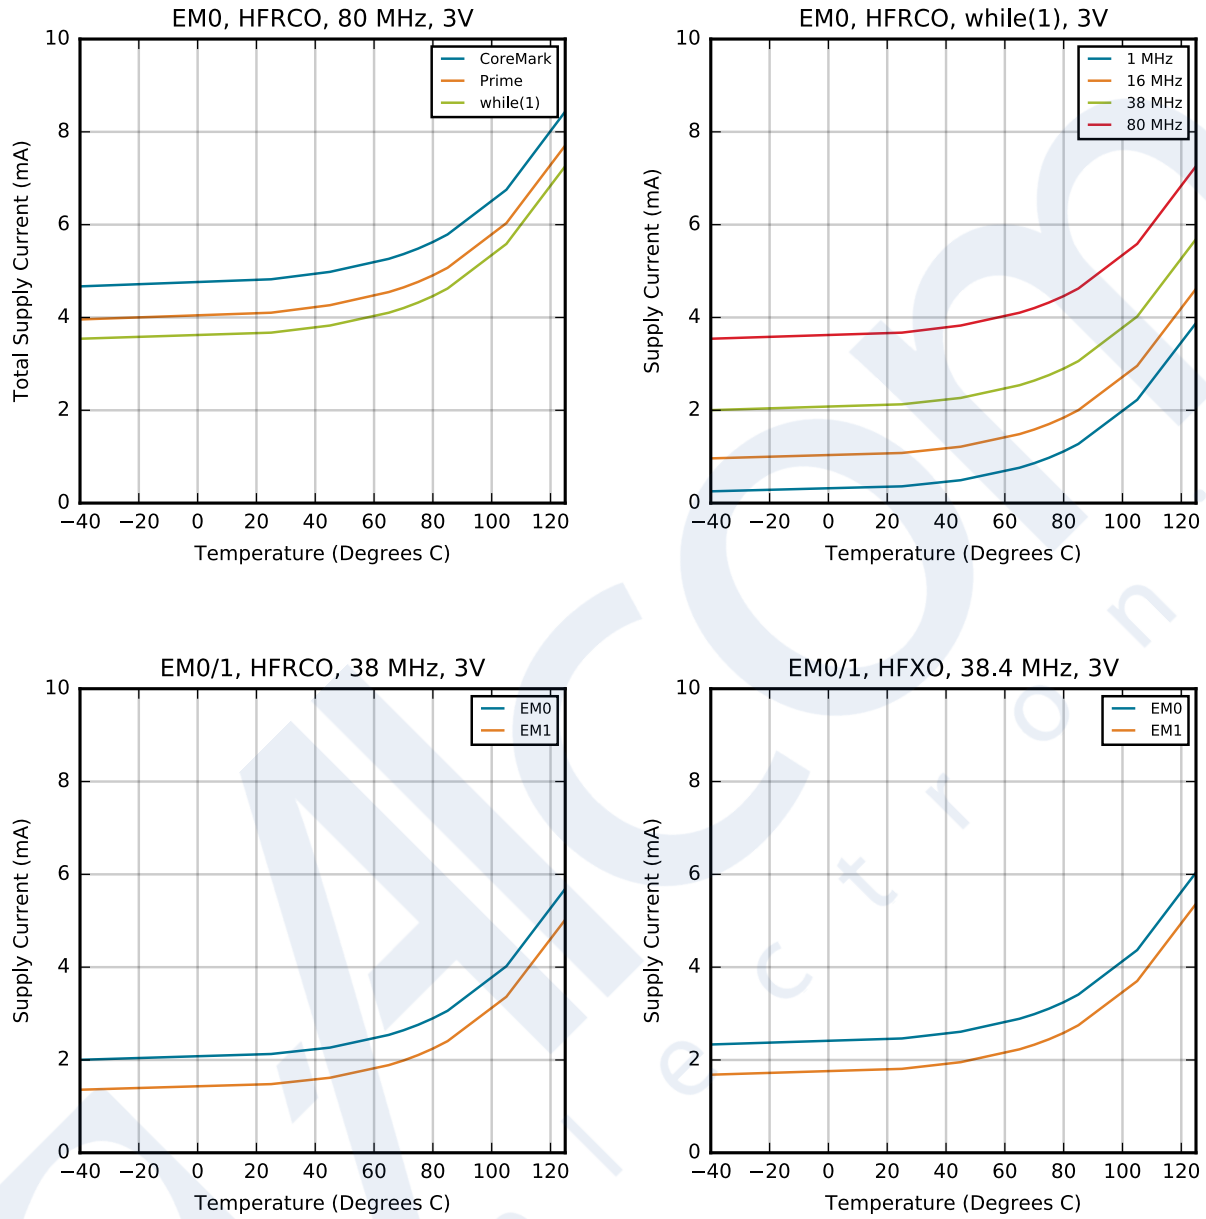 EM0, HFRCO, 80 MHz, 3V
10
8
6
4
2
0
Total Supply Current (mA)
CoreMark
Prime
while(1)
−40 −20 0 20 40 60 80 100 120
Temperature (Degrees C)
EM0, HFRCO, while(1), 3V
10
8
6
4
2
0
Supply Current (mA)
1 MHz
16 MHz
38 MHz
80 MHz
−40 −20 0 20 40 60 80 100 120
Temperature (Degrees C)
EM0/1, HFRCO, 38 MHz, 3V
10
8
6
4
2
0
Supply Current (mA)
EM0
EM1
−40 −20 0 20 40 60 80 100 120
Temperature (Degrees C)
EM0/1, HFXO, 38.4 MHz, 3V
10
8
6
4
2
0
Supply Current (mA)
EM0
EM1
−40 −20 0 20 40 60 80 100 120
Temperature (Degrees C)